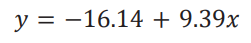 y = −16.14 + 9.39x